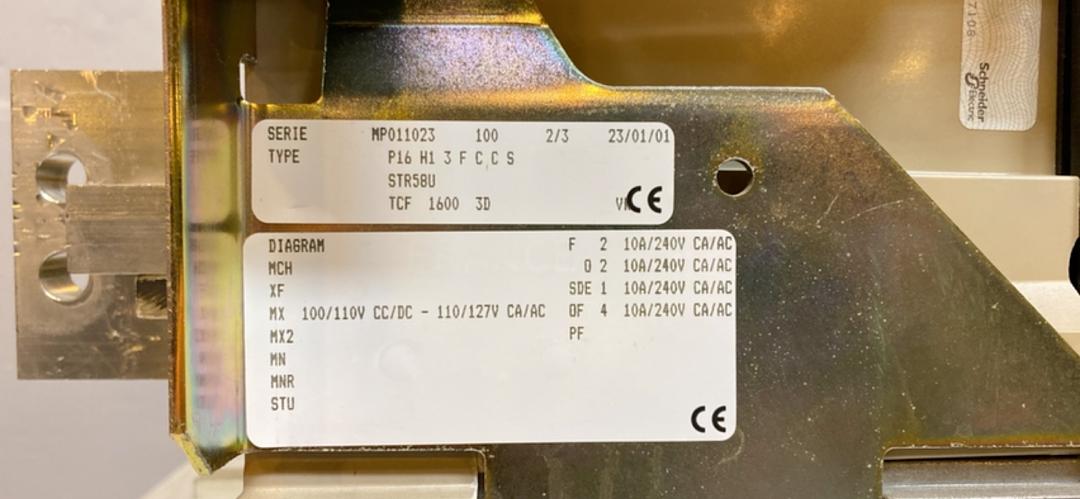 7108
Schneider
Electric
SERIE MP011023 100 2/3 23/01/01
TYPE P16 H1 3 F C C S
STR58U
TCF 1600 3D CE
DIAGRAM F 2 10A/240V CA/AC
MCH O 2 10A/240V CA/AC
XF SDE 1 10A/240V CA/AC
MX 100/110V CC/DC - 110/127V CA/AC OF 4 10A/240V CA/AC
MX2 PF
MN
MNR
STU
CE